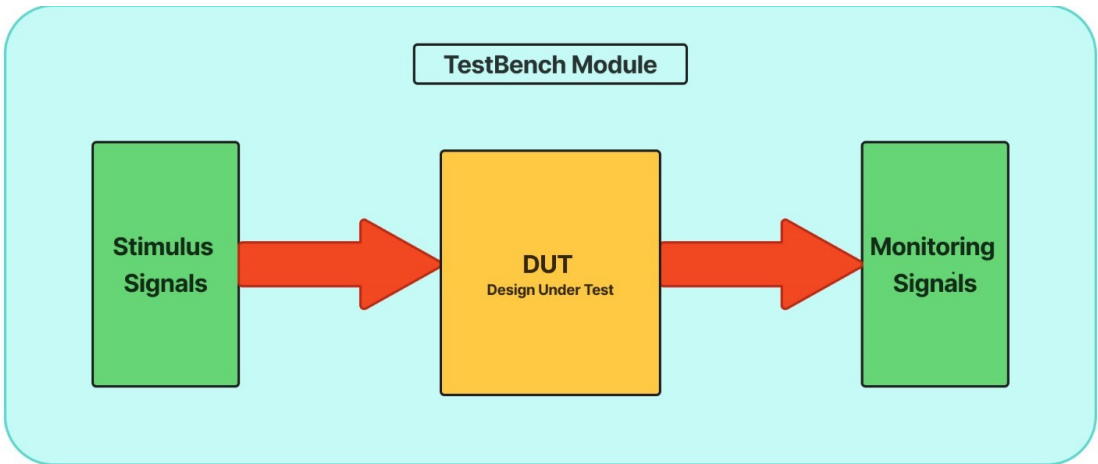 TestBench Module
Stimulus
Signals
DUT
Design Under Test
Monitoring
Signals